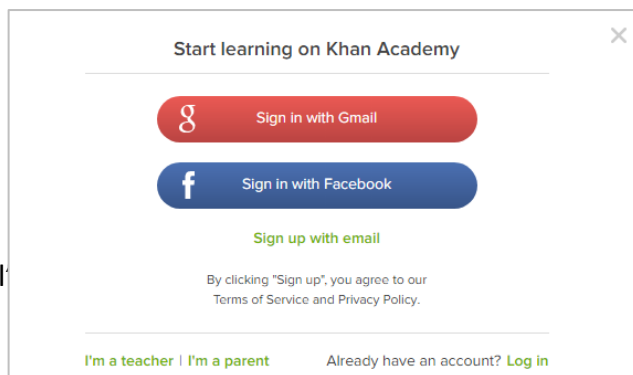 Start learning on Khan Academy
Sign in with Gmail
Sign in with Facebook
Sign up with email
By clicking "Sign up", you agree to our
Terms of Service and Privacy Policy.
I'm a teacher | I'm a parent Already have an account? Log in